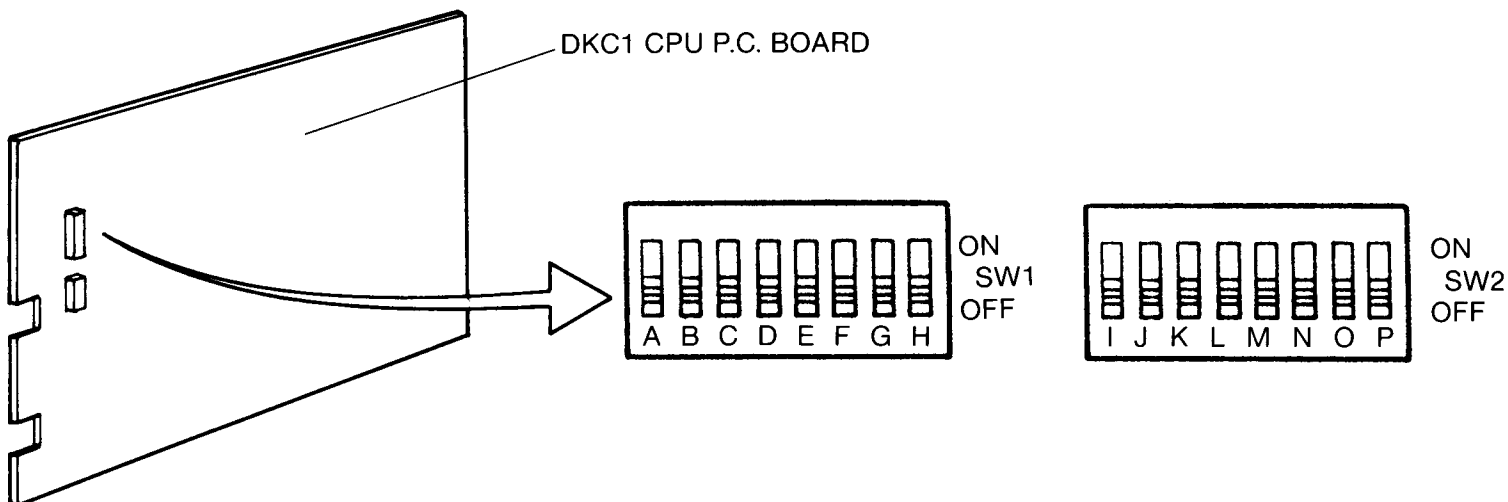 DKC1 CPU P.C. BOARD
ON
SW1
OFF
A B C D E F G H
ON
SW2
OFF
I J K L M N O P